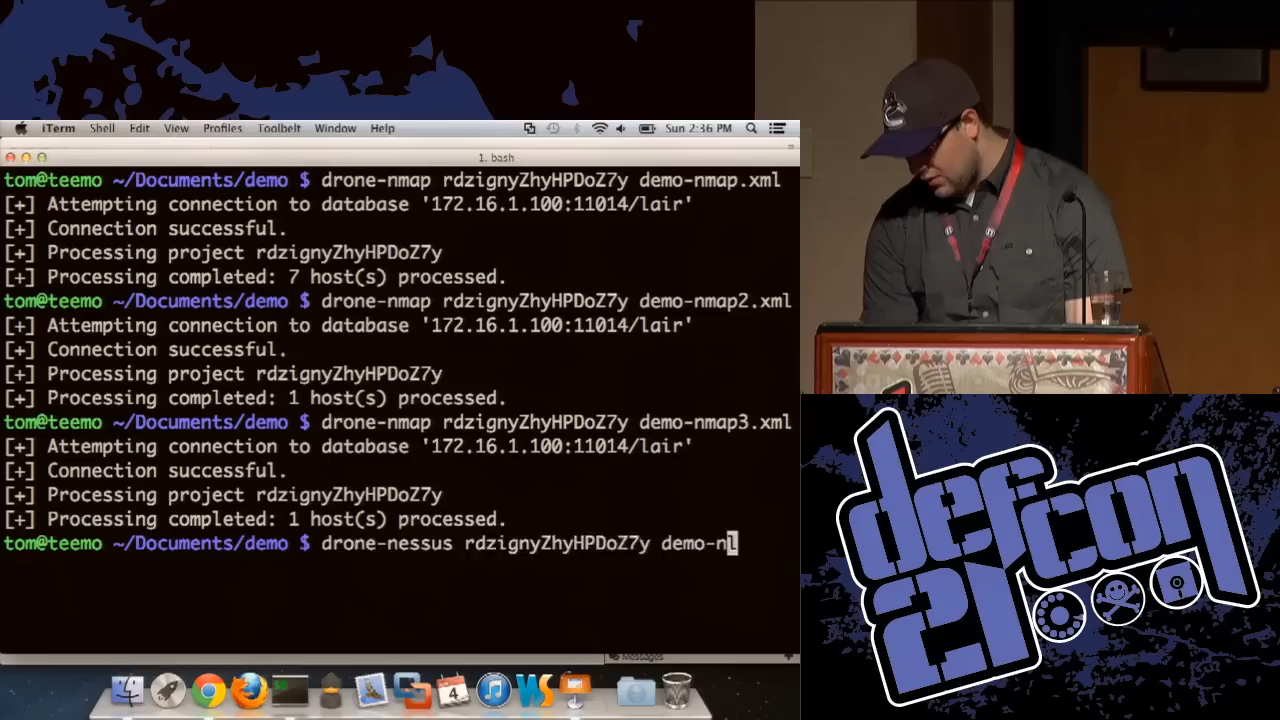 iTerm Shell Edit View Profiles Toolbelt Window Help Sun 2:36 PM
1. bash
tom@teemo ~/Documents/demo $ drone-nmap rdzignyZhyHPDoZ7y demo-nmap.xml
[+] Attempting connection to database '172.16.1.100:11014/lair'
[+] Connection successful.
[+] Processing project rdzignyZhyHPDoZ7y
[+] Processing completed: 7 host(s) processed.
tom@teemo ~/Documents/demo $ drone-nmap rdzignyZhyHPDoZ7y demo-nmap2.xml
[+] Attempting connection to database '172.16.1.100:11014/lair'
[+] Connection successful.
[+] Processing project rdzignyZhyHPDoZ7y
[+] Processing completed: 1 host(s) processed.
tom@teemo ~/Documents/demo $ drone-nmap rdzignyZhyHPDoZ7y demo-nmap3.xml
[+] Attempting connection to database '172.16.1.100:11014/lair'
[+] Connection successful.
[+] Processing project rdzignyZhyHPDoZ7y
[+] Processing completed: 1 host(s) processed.
tom@teemo ~/Documents/demo $ drone-nessus rdzignyZhyHPDoZ7y demo-nl
Messages
4
WS
defcon
21